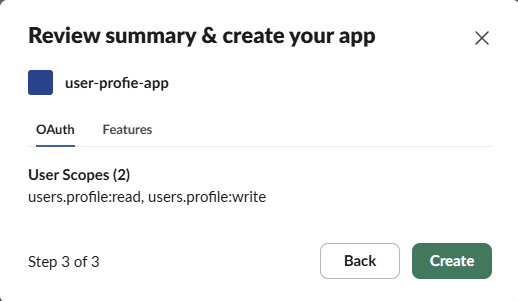 Review summary & create your app
user-profie-app
OAuth Features
User Scopes (2)
users.profile:read, users.profile:write
Step 3 of 3 Back Create